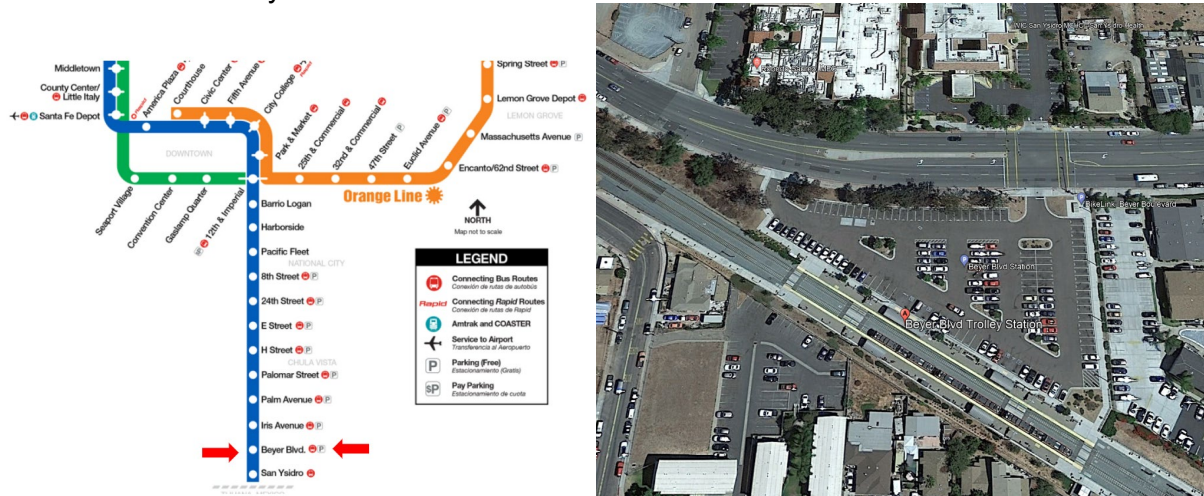 Middletown
County Center/
Little Italy
Santa Fe Depot
America Plaza
Courthouse
Civic Center
Fifth Avenue
City College
Park & Market
25th & Commercial
32nd & Commercial
47th Street P
Euclid Avenue P
Spring Street P
Lemon Grove Depot
LEMON GROVE
Massachusetts Avenue P
Encanto/62nd Street P
DOWNTOWN
Orange Line
Seaport Village
Convention Center
Gaslamp Quarter
$P 12th & Imperial
Barrio Logan
Harborside
Pacific Fleet
NATIONAL CITY
8th Street P
24th Street P
E Street P
H Street P
CHULA VISTA
Palomar Street P
Palm Avenue P
Iris Avenue P
Beyer Blvd. P
San Ysidro
NORTH
Map not to scale
LEGEND
Connecting Bus Routes
Conexión de rutas de autobús
Rapid Connecting Rapid Routes
Conexión de rutas de Rapid
Amtrak and COASTER
Service to Airport
Transferencia al Aeropuerto
P Parking (Free)
Estacionamiento (Gratis)
$P Pay Parking
Estacionamiento de cuota
BikeLink, Beyer Boulevard
Beyer Blvd Station
A
Beyer Blvd Trolley Station